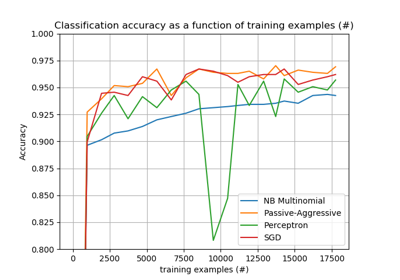 Classification accuracy as a function of training examples (#)
1.000
0.975
0.950
0.925
0.900
0.875
0.850
0.825
0.800
Accuracy
NB Multinomial
Passive-Aggressive
Perceptron
SGD
0
2500
5000
7500
10000
12500
15000
17500
training examples (#)